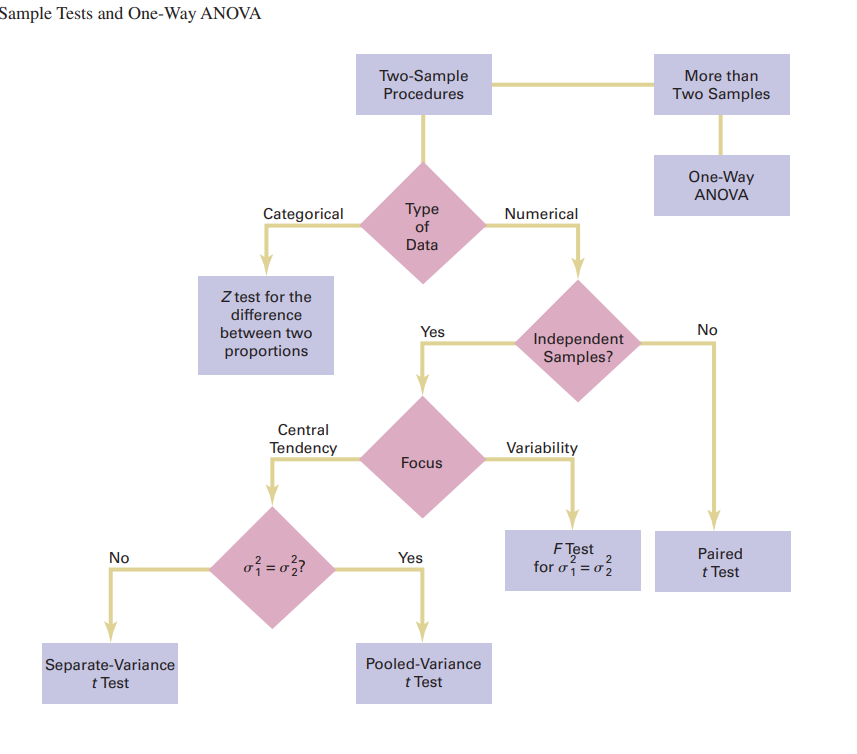 Sample Tests and One-Way ANOVA
Two-Sample
Procedures
More than
Two Samples
One-Way
ANOVA
Categorical
Type
of
Data
Numerical
Z test for the
difference
between two
proportions
Yes
Independent
Samples?
No
Central
Tendency
Focus
Variability
No
σ₁² = σ₂²?
Yes
F Test
for σ₁² = σ₂²
Paired
t Test
Separate-Variance
t Test
Pooled-Variance
t Test